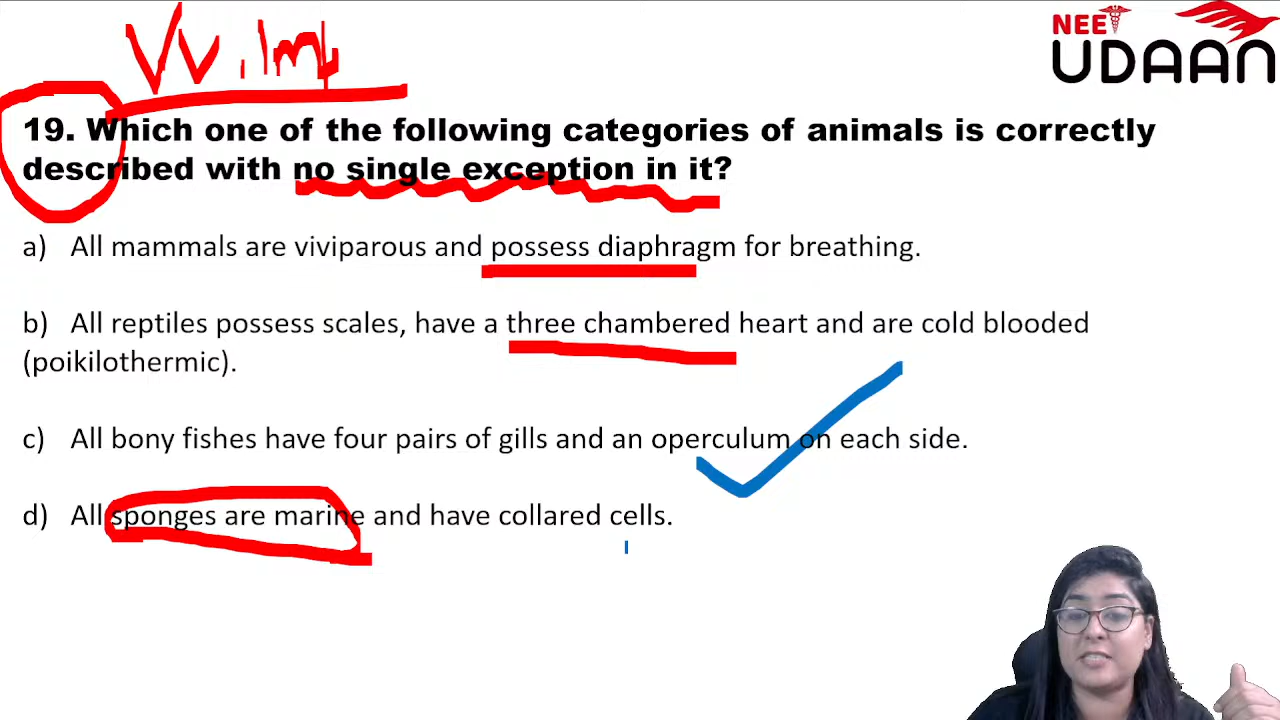 Vv. Imp
NEET
UDAAN
19. Which one of the following categories of animals is correctly
described with no single exception in it?
a) All mammals are viviparous and possess diaphragm for breathing.
b) All reptiles possess scales, have a three chambered heart and are cold blooded
(poikilothermic).
c) All bony fishes have four pairs of gills and an operculum on each side.
d) All sponges are marine and have collared cells.